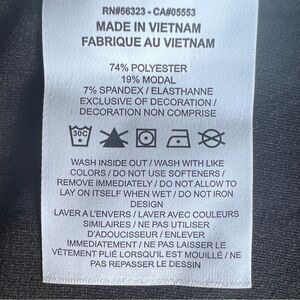 RN#56323 - CA#05553
MADE IN VIETNAM
FABRIQUE AU VIETNAM
74% POLYESTER
19% MODAL
7% SPANDEX / ELASTHANNE
EXCLUSIVE OF DECORATION /
DECORATION NON COMPRISE
30C
WASH INSIDE OUT / WASH WITH LIKE
COLORS / DO NOT USE SOFTENERS /
REMOVE IMMEDIATELY / DO NOT ALLOW TO
LAY ON ITSELF WHEN WET / DO NOT IRON
DESIGN
LAVER A L'ENVERS / LAVER AVEC COULEURS
SIMILAIRES / NE PAS UTILISER
D'ADOUCISSEUR / ENLEVER
IMMEDIATEMENT / NE PAS LAISSER LE
VÊTEMENT PLIÉ LORSQU'IL EST MOUILLÉ / NE
PAS REPASSER LE DESSIN